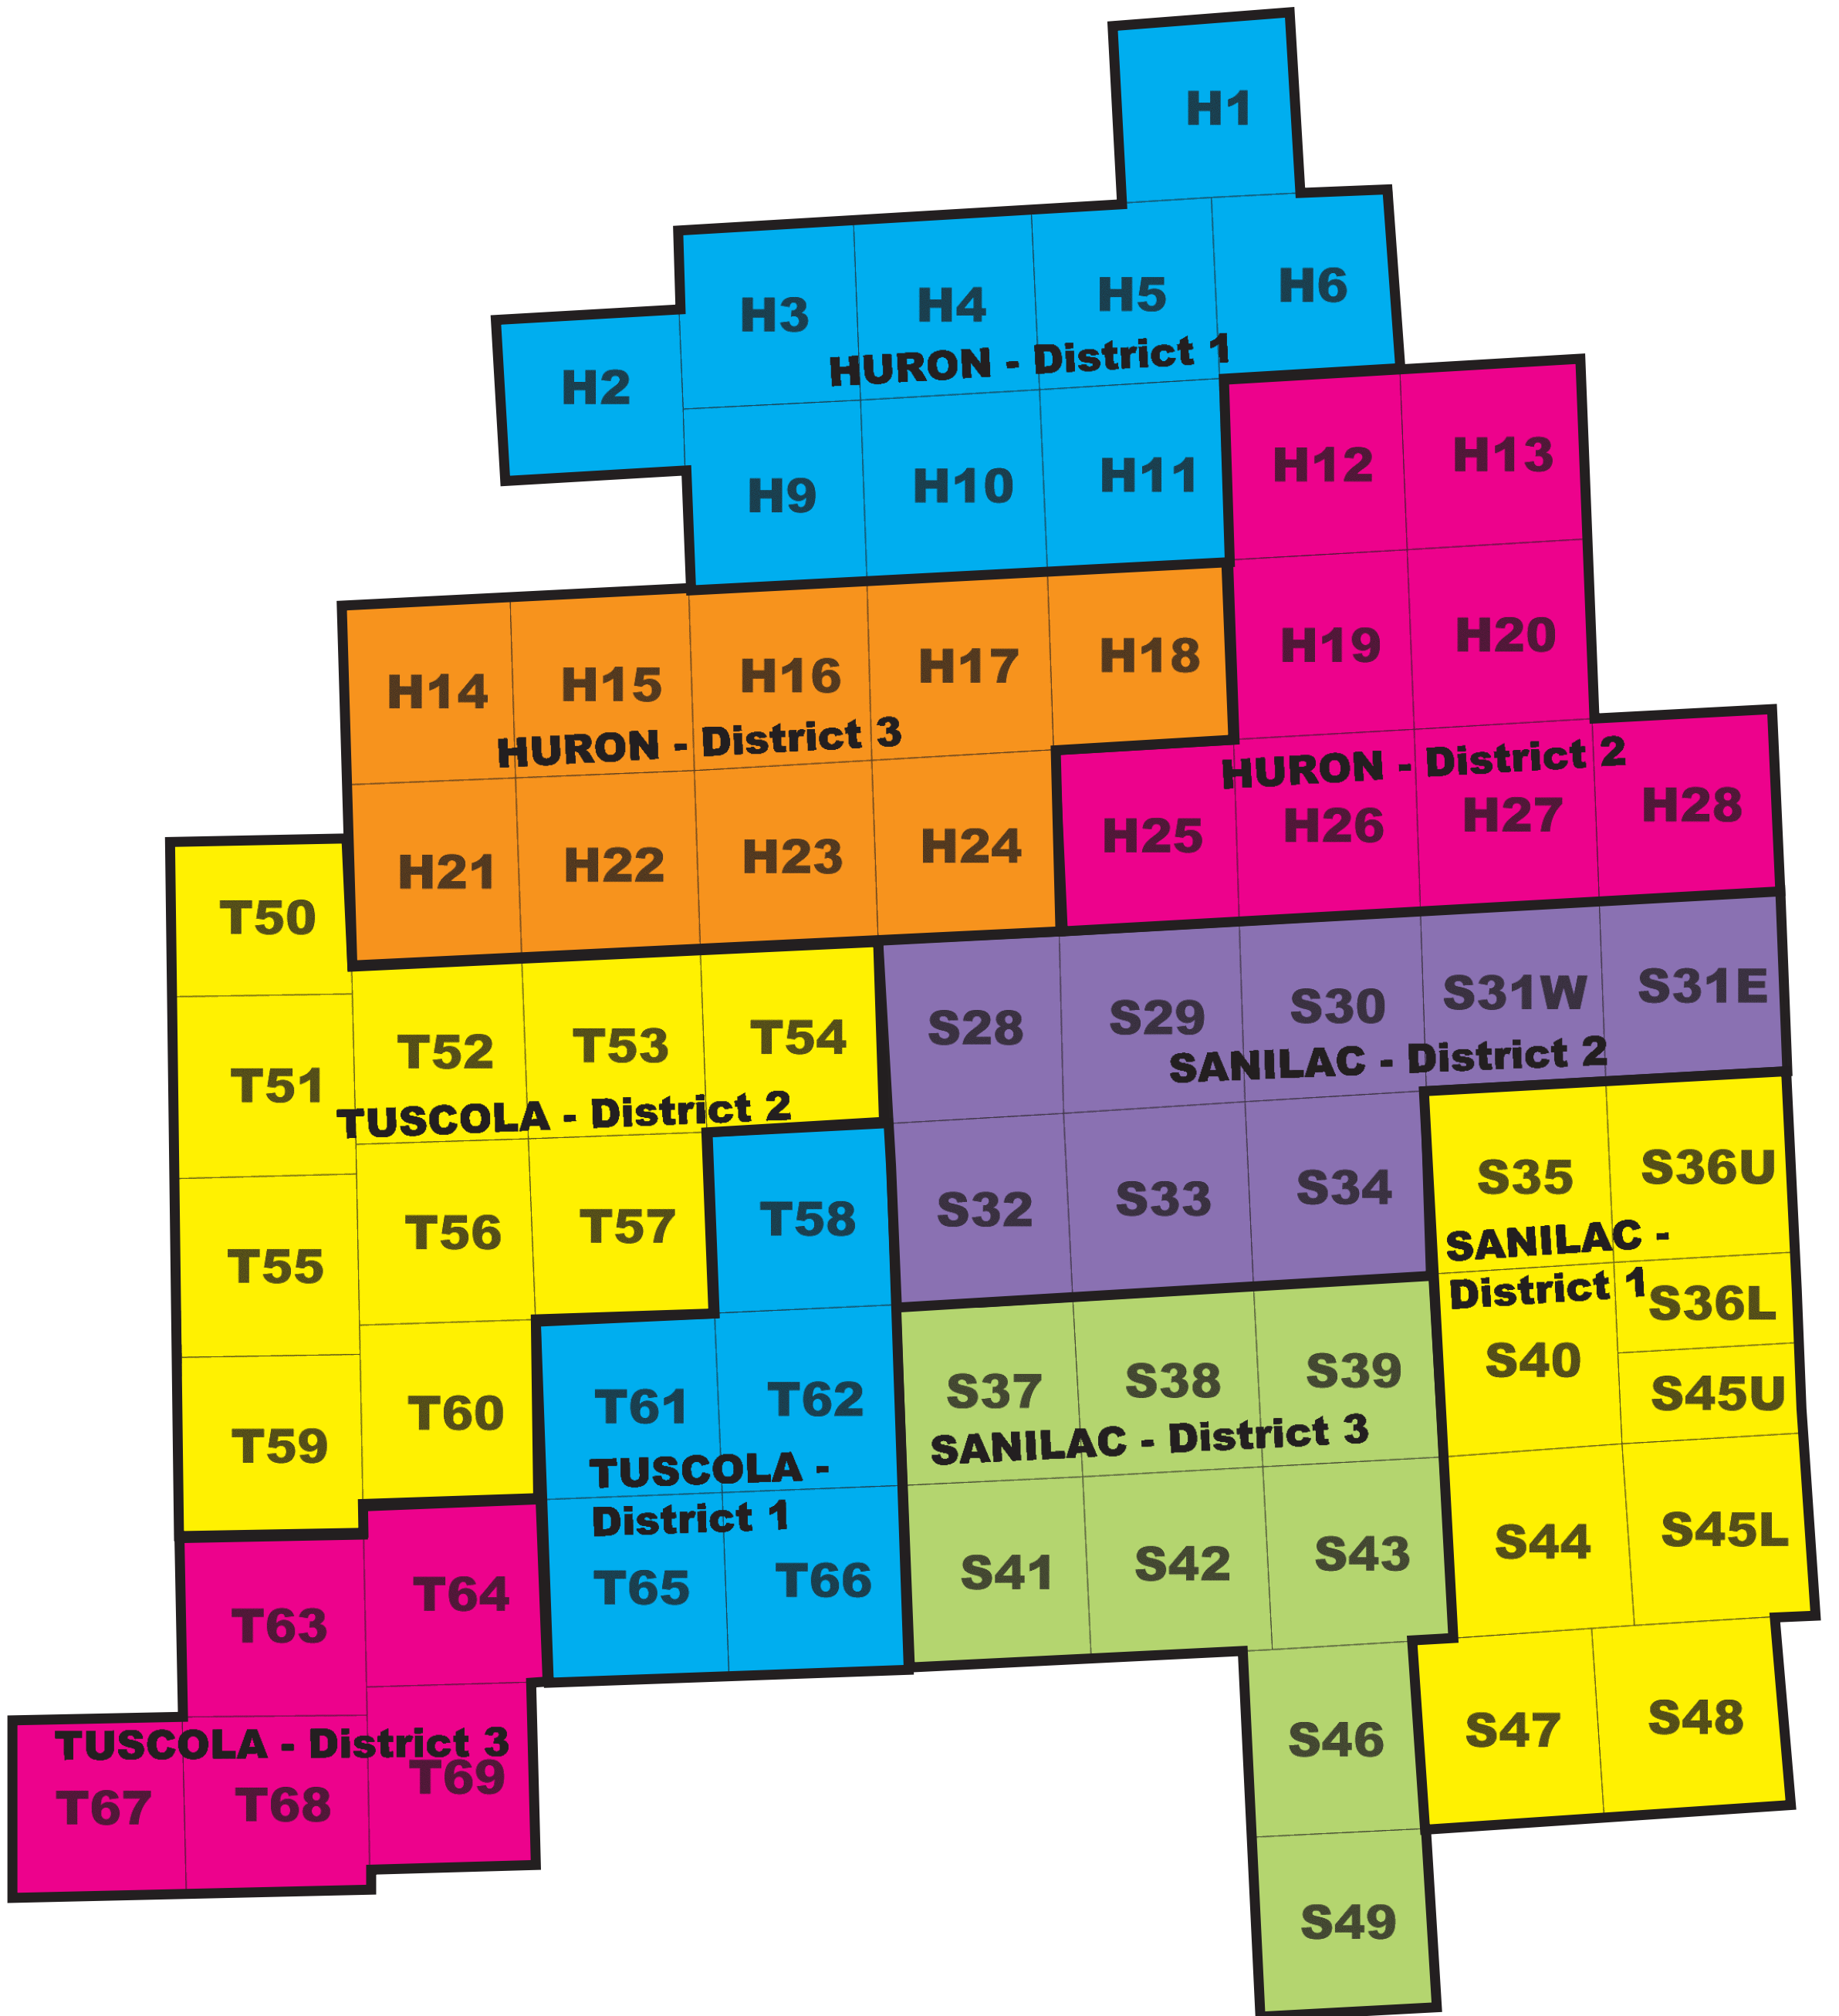 H1
H3
H4
H5
H6
H2
HURON - District 1
H9
H10
H11
H12
H13
H14
H15
H16
H17
H18
H19
H20
HURON - District 3
HURON - District 2
H21
H22
H23
H24
H25
H26
H27
H28
T50
S28
S29
S30
S31W
S31E
T51
T52
T53
T54
SANILAC - District 2
TUSCOLA - District 2
T55
T56
T57
T58
S32
S33
S34
S35
S36U
SANILAC -
District 1
S36L
T59
T60
T61
T62
S37
S38
S39
S40
S45U
SANILAC - District 3
TUSCOLA -
District 1
T63
T64
T65
T66
S41
S42
S43
S44
S45L
TUSCOLA - District 3
T67
T68
T69
S46
S47
S48
S49